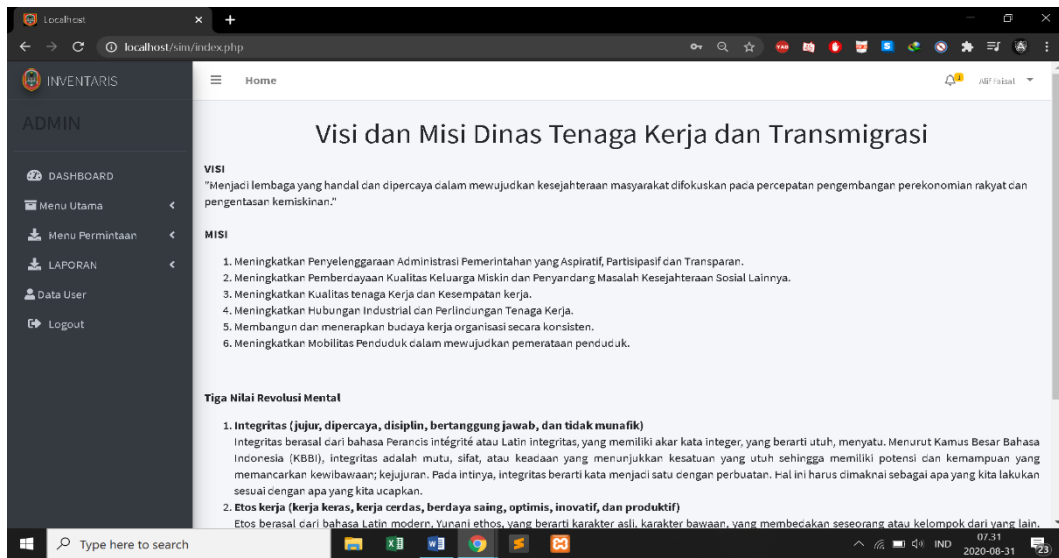 Localhost
localhost/sim/index.php
INVENTARIS
Home
Alif Faisal
ADMIN
DASHBOARD
Menu Utama
Menu Permintaan
LAPORAN
Data User
Logout
Visi dan Misi Dinas Tenaga Kerja dan Transmigrasi
VISI
"Menjadi lembaga yang handal dan dipercaya dalam mewujudkan kesejahteraan masyarakat difokuskan pada percepatan pengembangan perekonomian rakyat dan
pengentasan kemiskinan."
MISI
1. Meningkatkan Penyelenggaraan Administrasi Pemerintahan yang Aspiratif, Partisipasif dan Transparan.
2. Meningkatkan Pemberdayaan Kualitas Keluarga Miskin dan Penyandang Masalah Kesejahteraan Sosial Lainnya.
3. Meningkatkan Kualitas tenaga Kerja dan Kesempatan kerja.
4. Meningkatkan Hubungan Industrial dan Perlindungan Tenaga Kerja.
5. Membangun dan menerapkan budaya kerja organisasi secara konsisten.
6. Meningkatkan Mobilitas Penduduk dalam mewujudkan pemerataan penduduk.
Tiga Nilai Revolusi Mental
1. Integritas (jujur, dipercaya, disiplin, bertanggung jawab, dan tidak munafik)
Integritas berasal dari bahasa Perancis intégrité atau Latin integritas, yang memiliki akar kata integer, yang berarti utuh, menyatu. Menurut Kamus Besar Bahasa
Indonesia (KBBI), integritas adalah mutu, sifat, atau keadaan yang menunjukkan kesatuan yang utuh sehingga memiliki potensi dan kemampuan yang
memancarkan kewibawaan; kejujuran. Pada intinya, integritas berarti kata menjadi satu dengan perbuatan. Hal ini harus dimaknai sebagai apa yang kita lakukan
sesuai dengan apa yang kita ucapkan.
2. Etos kerja (kerja keras, kerja cerdas, berdaya saing, optimis, inovatif, dan produktif)
Etos berasal dari bahasa Latin modern, Yunani ethos, yang berarti karakter asli, karakter bawaan, yang membedakan seseorang atau kelompok dari yang lain.
Type here to search
IND
07.31
2020-08-31
23